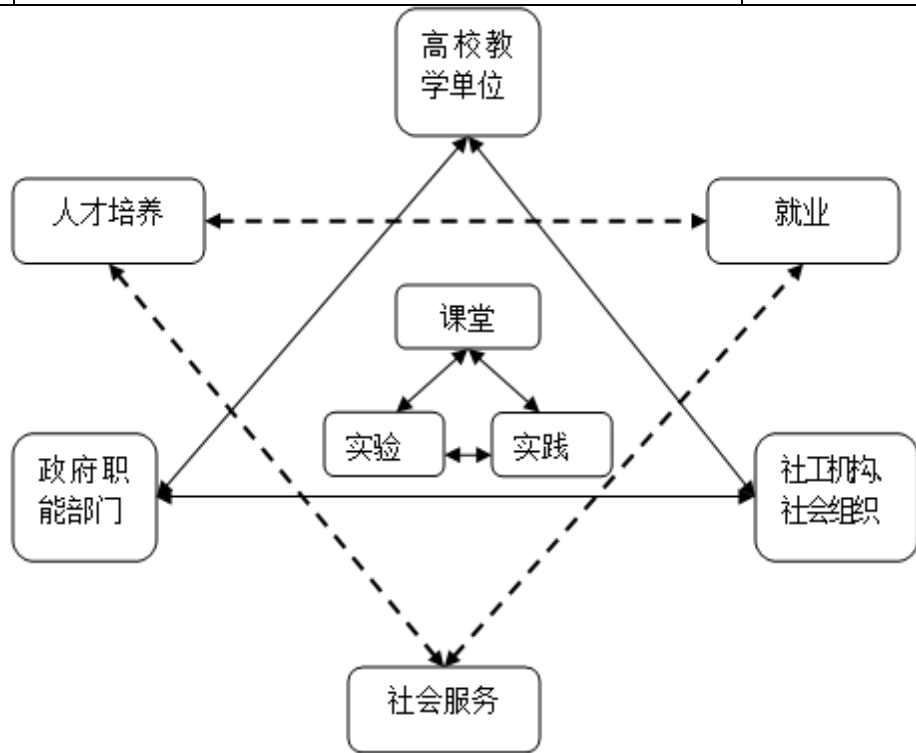 高校教
学单位
人才培养
就业
课堂
实验
实践
政府职
能部门
社工机构、
社会组织
社会服务